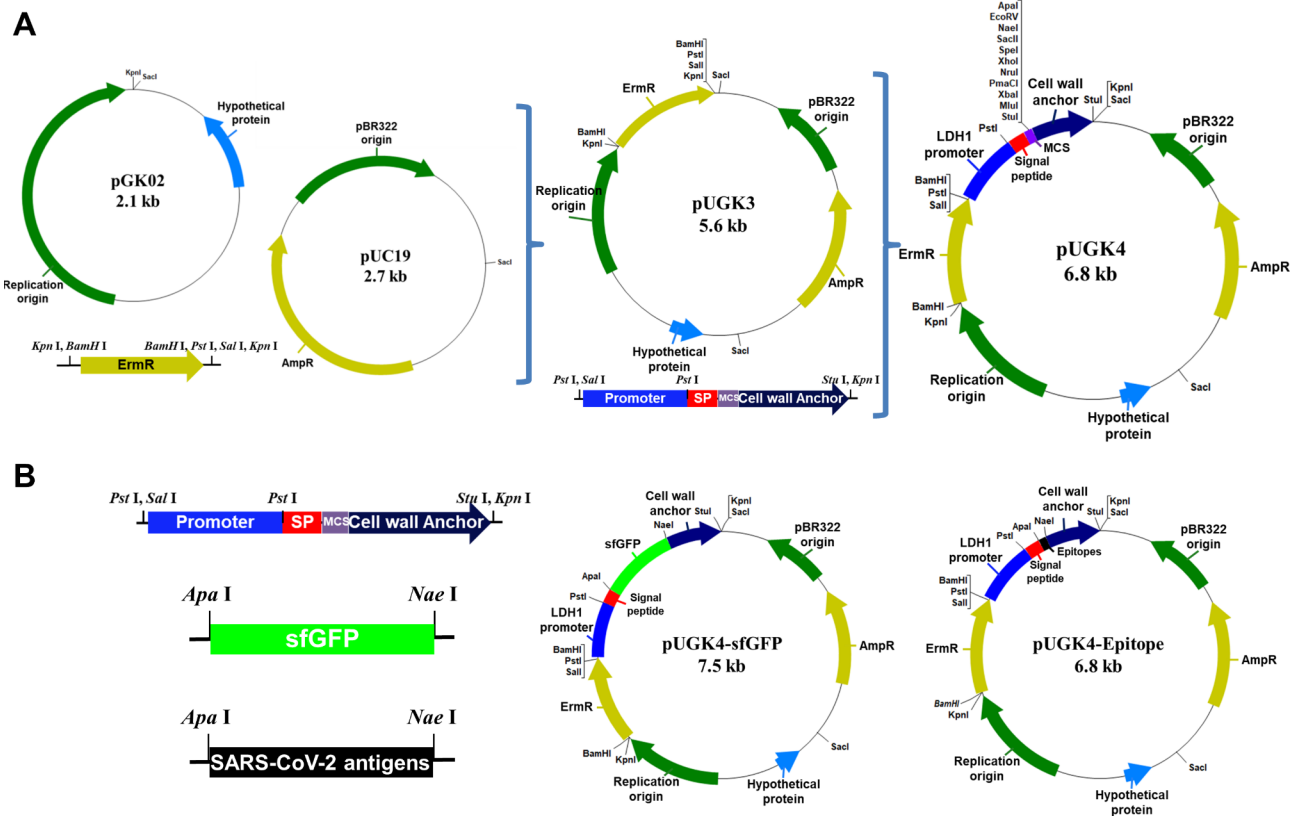 A
KpnI
SacI
Hypothetical
protein
pGK02
2.1 kb
Replication
origin
Kpn I, BamH I
BamH I, Pst I, Sal I, Kpn I
ErmR
pBR322
origin
pUC19
2.7 kb
SacI
AmpR
BamHI
PstI
SalI
KpnI
SacI
ErmR
pBR322
origin
BamHI
KpnI
Replication
origin
pUGK3
5.6 kb
AmpR
Hypothetical
protein
SacI
Pst I, Sal I
Pst I
Stu I, Kpn I
Promoter
SP
MCS
Cell wall Anchor
ApaI
EcoRV
NaeI
SacII
SpeI
XhoI
NruI
PmaCI
XbaI
MluI
StuI
Cell wall
anchor
StuI
KpnI
SacI
PstI
LDH1
promoter
MCS
Signal
peptide
pBR322
origin
BamHI
PstI
SalI
ErmR
pUGK4
6.8 kb
AmpR
BamHI
KpnI
Replication
origin
SacI
Hypothetical
protein
B
Pst I, Sal I
Pst I
Stu I, Kpn I
Promoter
SP
MCS
Cell wall Anchor
Apa I
Nae I
sfGFP
Apa I
Nae I
SARS-CoV-2 antigens
Cell wall
anchor
StuI
KpnI
SacI
NaeI
sfGFP
pBR322
origin
ApaI
PstI
Signal
peptide
LDH1
promoter
BamHI
PstI
SalI
pUGK4-sfGFP
7.5 kb
AmpR
ErmR
BamHI
KpnI
SacI
Replication
origin
Hypothetical
protein
Cell wall
anchor
StuI
KpnI
SacI
NaeI
ApaI
PstI
Epitopes
LDH1
promoter
Signal
peptide
pBR322
origin
BamHI
PstI
SalI
ErmR
pUGK4-Epitope
6.8 kb
AmpR
BamHI
KpnI
Replication
origin
SacI
Hypothetical
protein